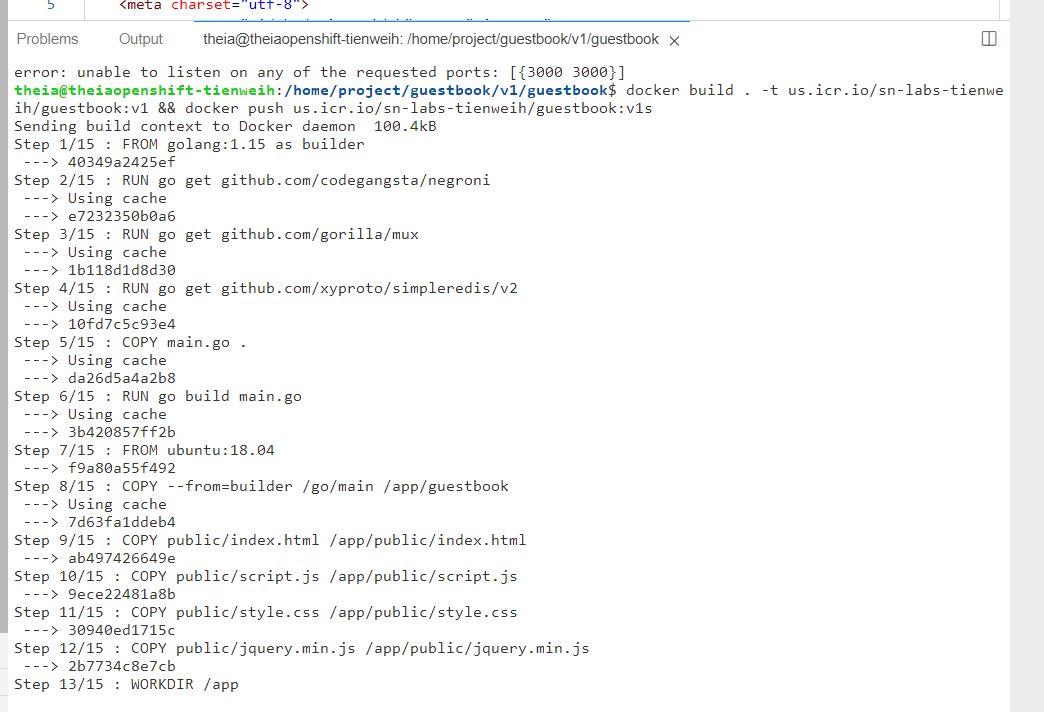 5 <meta charset="utf-8">
Problems Output theia@theiaopenshift-tienweih: /home/project/guestbook/v1/guestbook ×
error: unable to listen on any of the requested ports: [{3000 3000}]
theia@theiaopenshift-tienweih:/home/project/guestbook/v1/guestbook$ docker build . -t us.icr.io/sn-labs-tienwe
ih/guestbook:v1 && docker push us.icr.io/sn-labs-tienweih/guestbook:v1s
Sending build context to Docker daemon  100.4kB
Step 1/15 : FROM golang:1.15 as builder
 ---> 40349a2425ef
Step 2/15 : RUN go get github.com/codegangsta/negroni
 ---> Using cache
 ---> e7232350b0a6
Step 3/15 : RUN go get github.com/gorilla/mux
 ---> Using cache
 ---> 1b118d1d8d30
Step 4/15 : RUN go get github.com/xyproto/simpleredis/v2
 ---> Using cache
 ---> 10fd7c5c93e4
Step 5/15 : COPY main.go .
 ---> Using cache
 ---> da26d5a4a2b8
Step 6/15 : RUN go build main.go
 ---> Using cache
 ---> 3b420857ff2b
Step 7/15 : FROM ubuntu:18.04
 ---> f9a80a55f492
Step 8/15 : COPY --from=builder /go/main /app/guestbook
 ---> Using cache
 ---> 7d63fa1ddeb4
Step 9/15 : COPY public/index.html /app/public/index.html
 ---> ab497426649e
Step 10/15 : COPY public/script.js /app/public/script.js
 ---> 9ece22481a8b
Step 11/15 : COPY public/style.css /app/public/style.css
 ---> 30940ed1715c
Step 12/15 : COPY public/jquery.min.js /app/public/jquery.min.js
 ---> 2b7734c8e7cb
Step 13/15 : WORKDIR /app